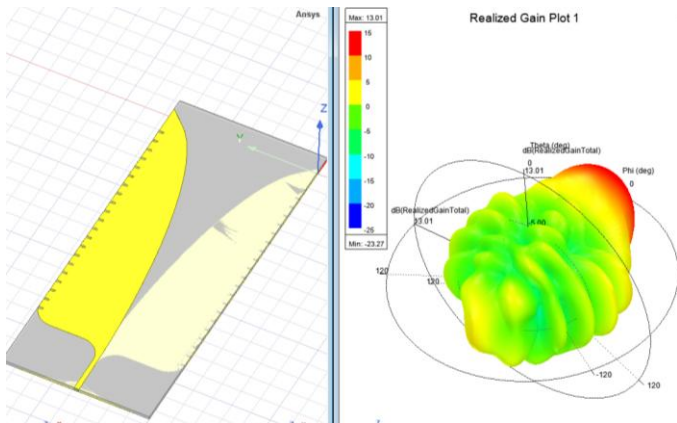 Ansys
Z
Y
Max: 13.01
15
10
5
0
-5
-10
-15
-20
-25
Min: -23.27
Realized Gain Plot 1
Theta (deg)
dB(RealizedGainTotal)
0
13.01
Phi (deg)
0
dB(RealizedGainTotal)
13.01
120
120
-120
120